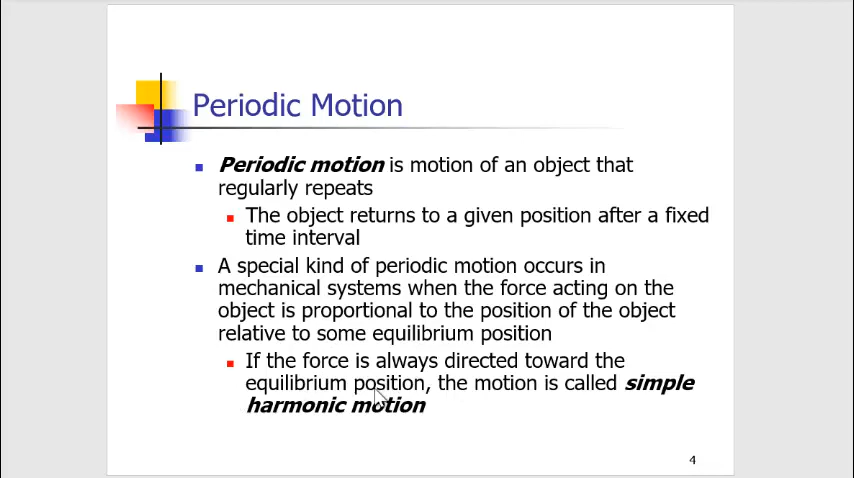 Periodic Motion
Periodic motion is motion of an object that
regularly repeats
The object returns to a given position after a fixed
time interval
A special kind of periodic motion occurs in
mechanical systems when the force acting on the
object is proportional to the position of the object
relative to some equilibrium position
If the force is always directed toward the
equilibrium position, the motion is called simple
harmonic motion
4